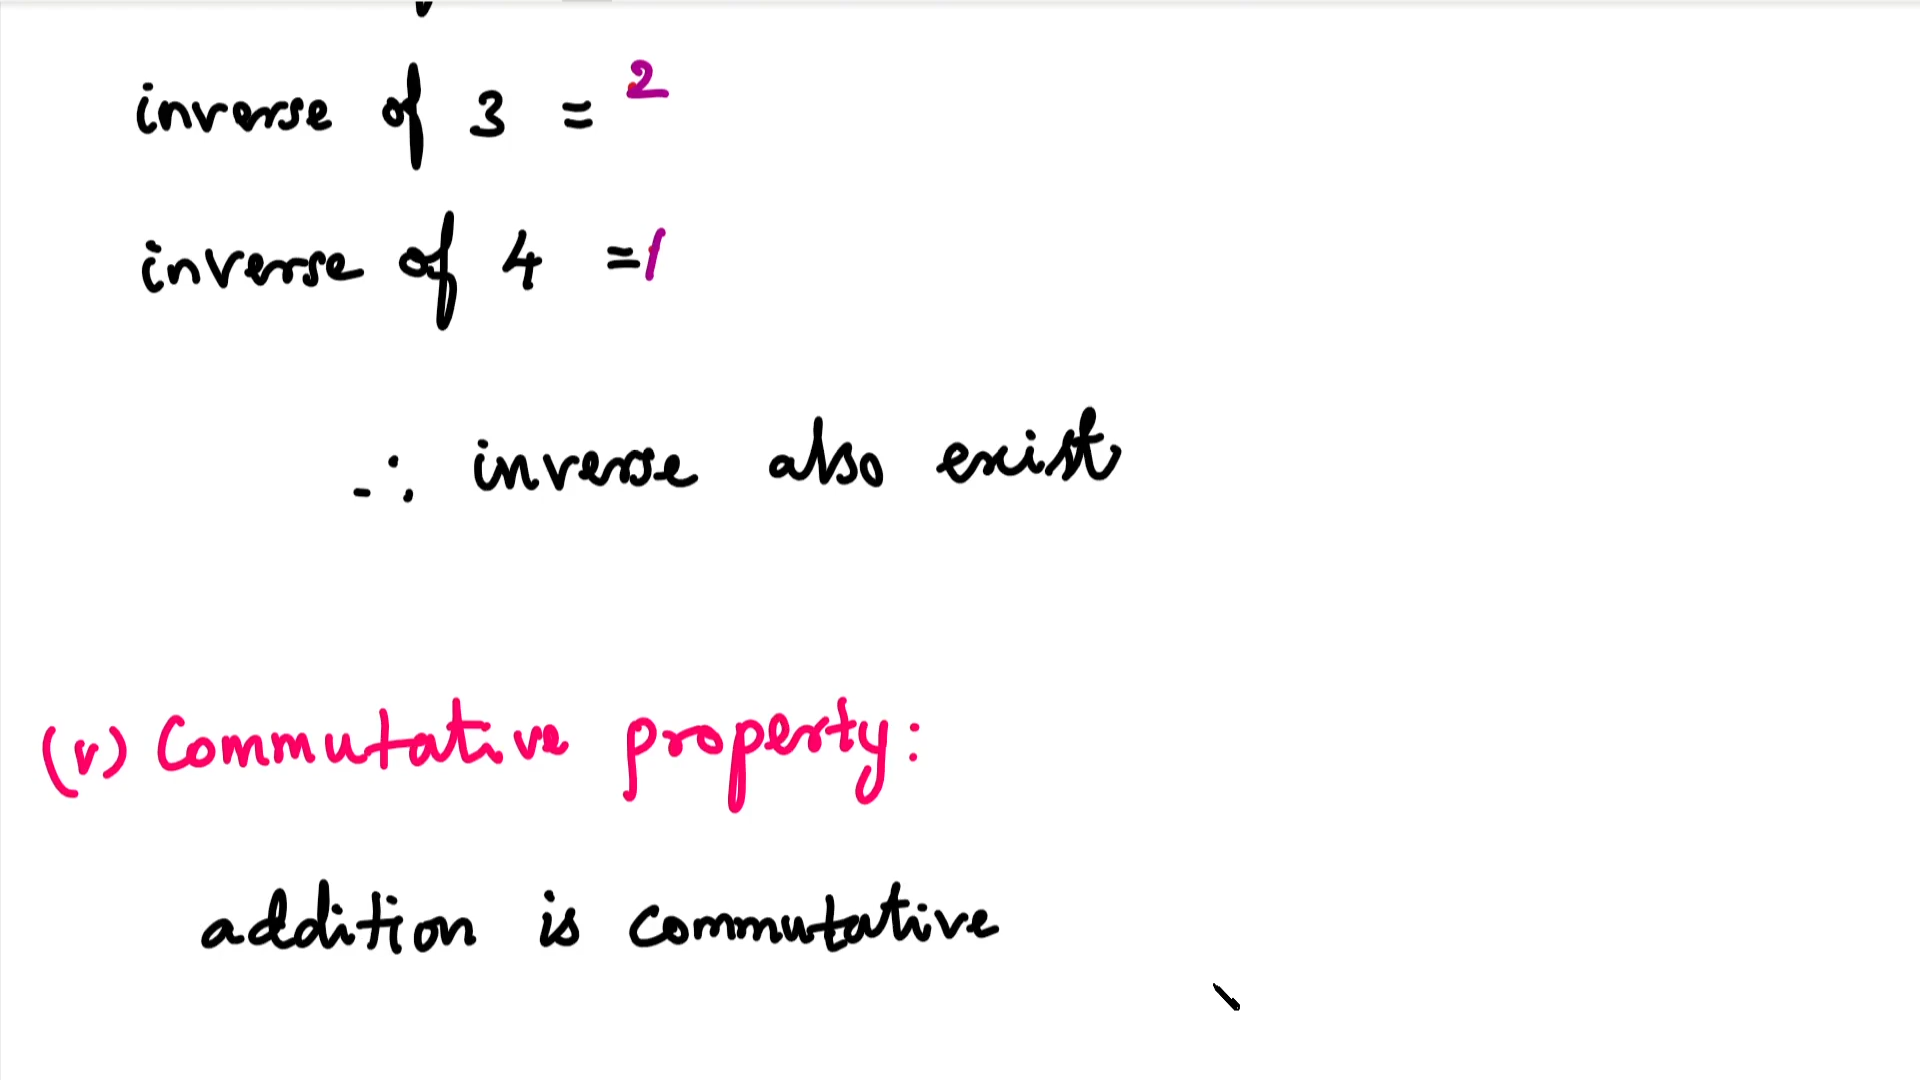 inverse of 3 = 2
inverse of 4 = 1
∴ inverse also exist
(v) Commutative property:
addition is commutative